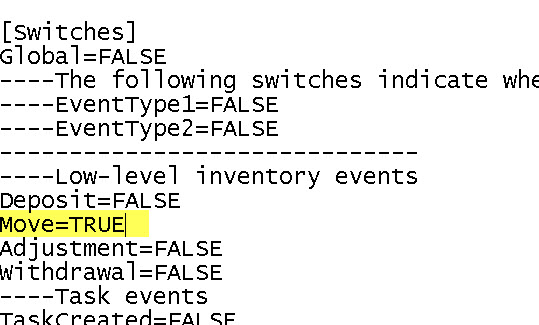 [Switches]
Global=FALSE
----The following switches indicate whe
----EventType1=FALSE
----EventType2=FALSE
------------------------------
----Low-level inventory events
Deposit=FALSE
Move=TRUE
Adjustment=FALSE
Withdrawal=FALSE
----Task events
TaskCreated=FALSE